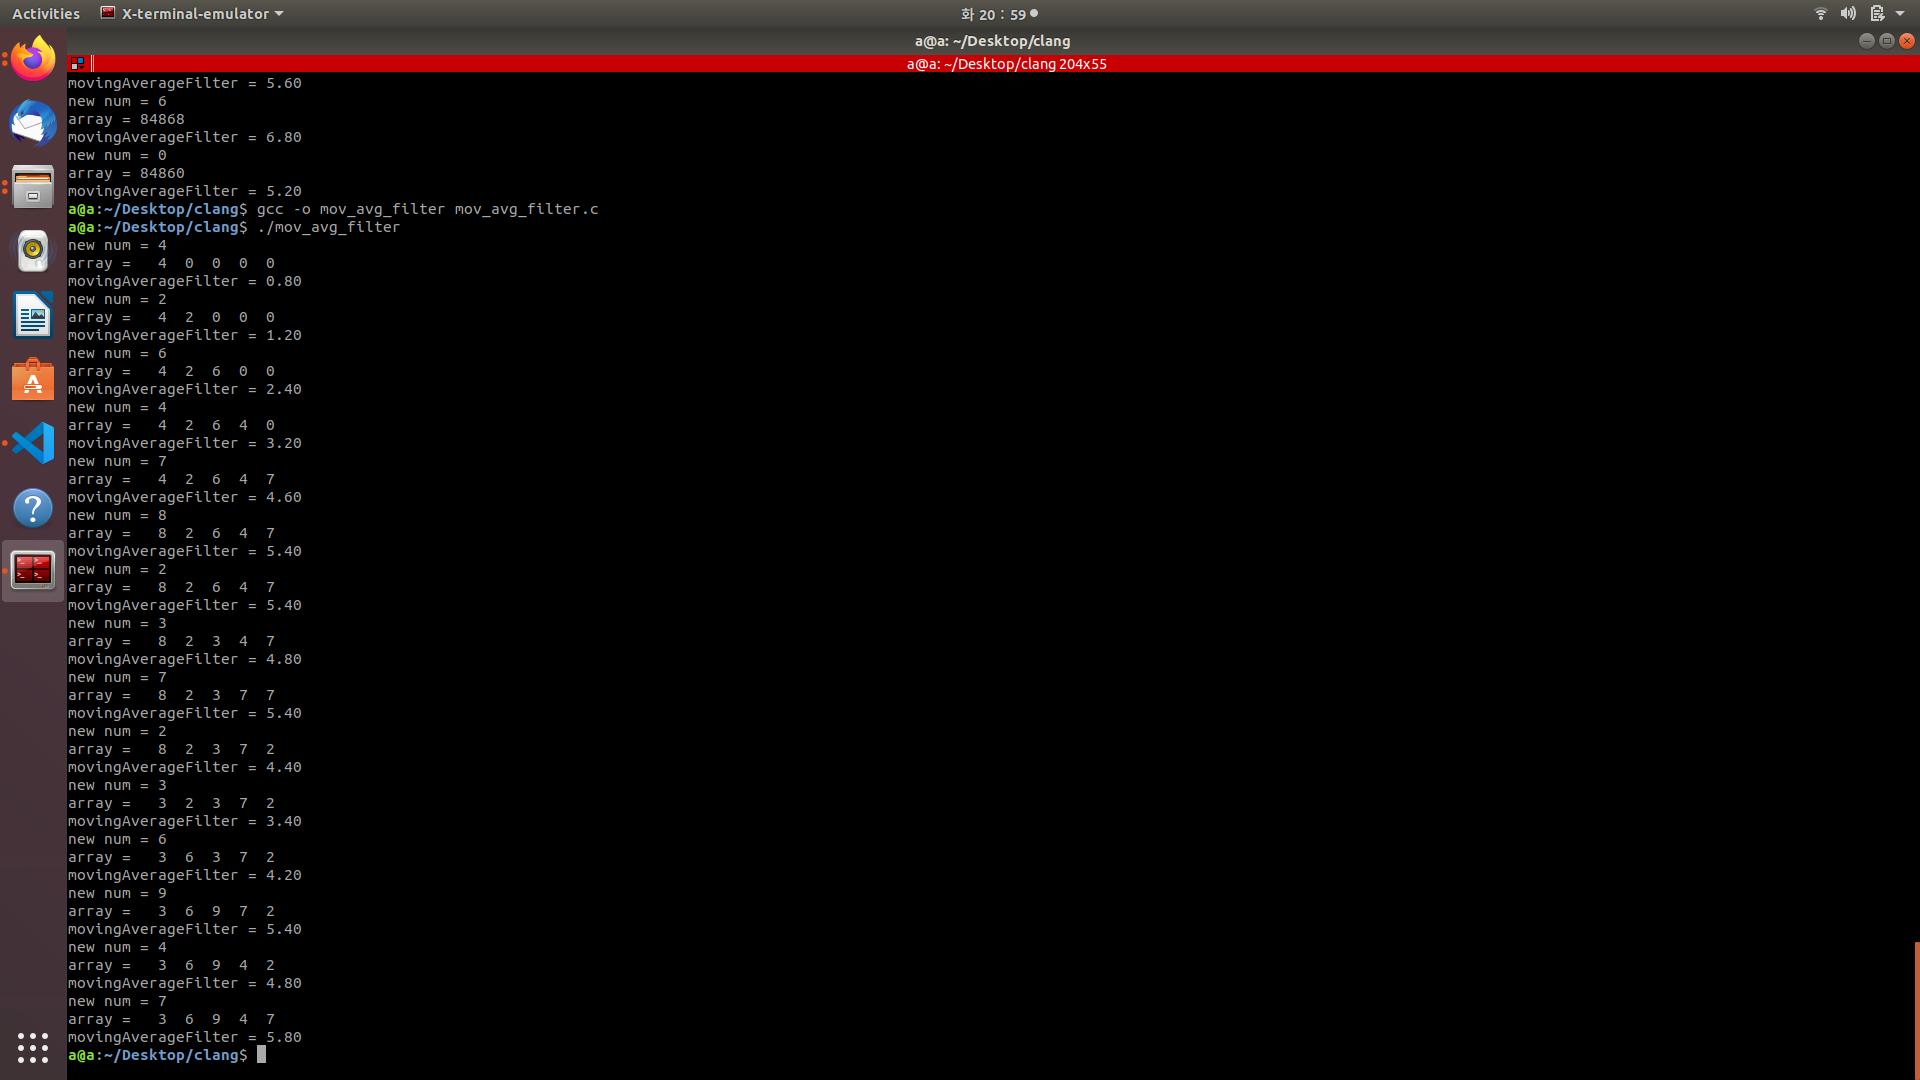 Activities
X-terminal-emulator
화 20 : 59
a@a: ~/Desktop/clang
a@a: ~/Desktop/clang 204x55
movingAverageFilter = 5.60
new num = 6
array = 84868
movingAverageFilter = 6.80
new num = 0
array = 84860
movingAverageFilter = 5.20
a@a:~/Desktop/clang$ gcc -o mov_avg_filter mov_avg_filter.c
a@a:~/Desktop/clang$ ./mov_avg_filter
new num = 4
array =   4  0  0  0  0
movingAverageFilter = 0.80
new num = 2
array =   4  2  0  0  0
movingAverageFilter = 1.20
new num = 6
array =   4  2  6  0  0
movingAverageFilter = 2.40
new num = 4
array =   4  2  6  4  0
movingAverageFilter = 3.20
new num = 7
array =   4  2  6  4  7
movingAverageFilter = 4.60
new num = 8
array =   8  2  6  4  7
movingAverageFilter = 5.40
new num = 2
array =   8  2  6  4  7
movingAverageFilter = 5.40
new num = 3
array =   8  2  3  4  7
movingAverageFilter = 4.80
new num = 7
array =   8  2  3  7  7
movingAverageFilter = 5.40
new num = 2
array =   8  2  3  7  2
movingAverageFilter = 4.40
new num = 3
array =   3  2  3  7  2
movingAverageFilter = 3.40
new num = 6
array =   3  6  3  7  2
movingAverageFilter = 4.20
new num = 9
array =   3  6  9  7  2
movingAverageFilter = 5.40
new num = 4
array =   3  6  9  4  2
movingAverageFilter = 4.80
new num = 7
array =   3  6  9  4  7
movingAverageFilter = 5.80
a@a:~/Desktop/clang$